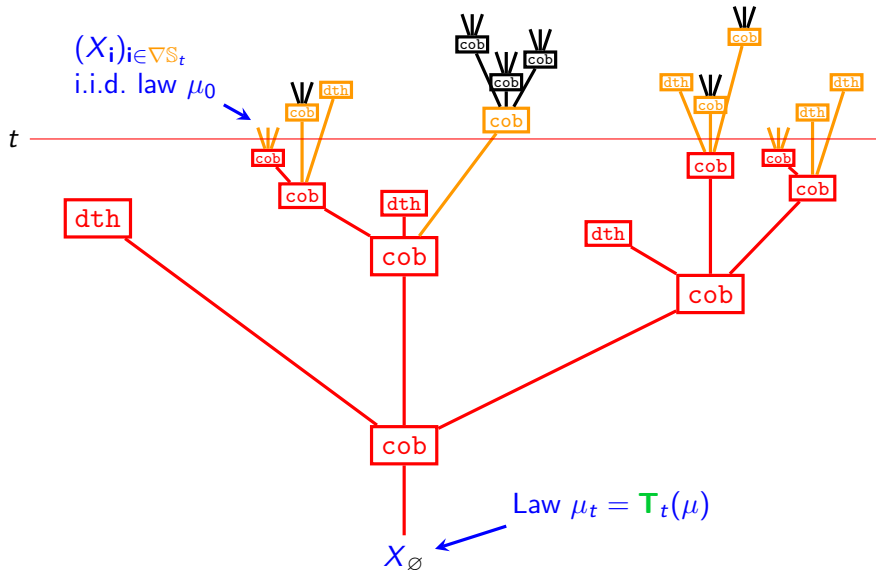 (X_i)_{i∈∇𝕊_t}
i.i.d. law μ_0
cob
cob
cob
cob
dth
cob
dth
cob
dth
dth
t
cob
cob
cob
cob
dth
cob
cob
dth
dth
cob
dth
cob
cob
cob
Law μ_t = T_t(μ)
X_∅